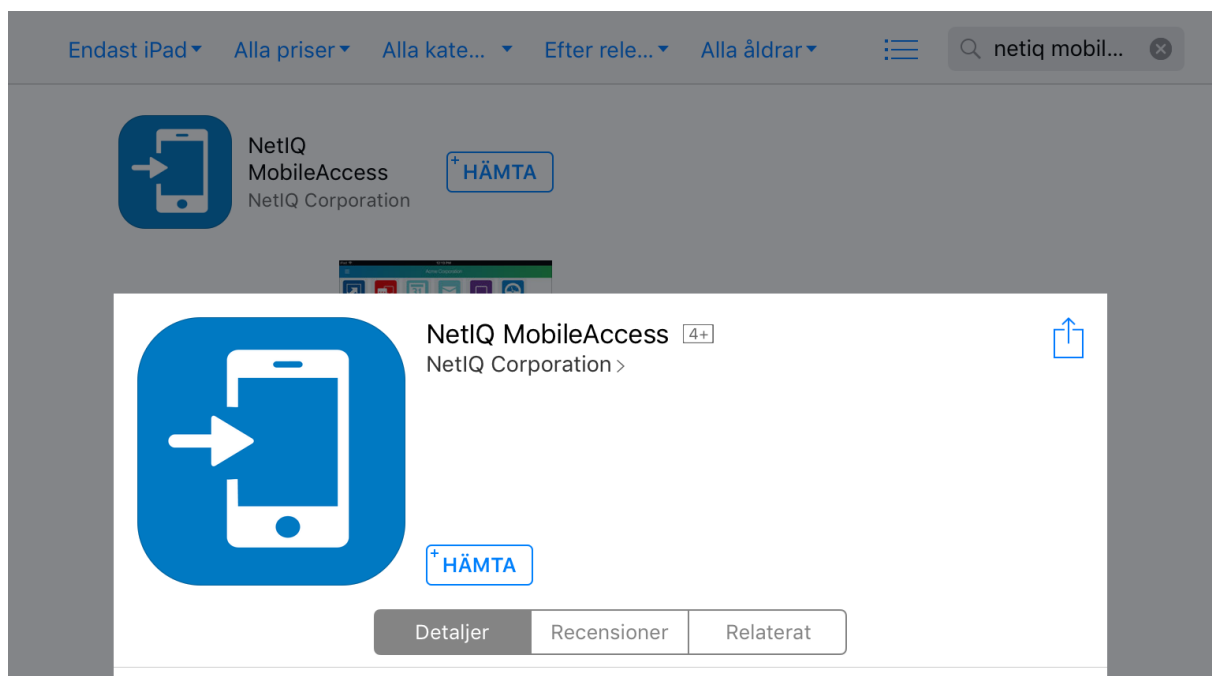 Endast iPad Alla priser Alla kate... Efter rele... Alla åldrar netiq mobil...
NetIQ
MobileAccess
NetIQ Corporation
+ HÄMTA
NetIQ MobileAccess 4+
NetIQ Corporation >
+ HÄMTA
Detaljer Recensioner Relaterat